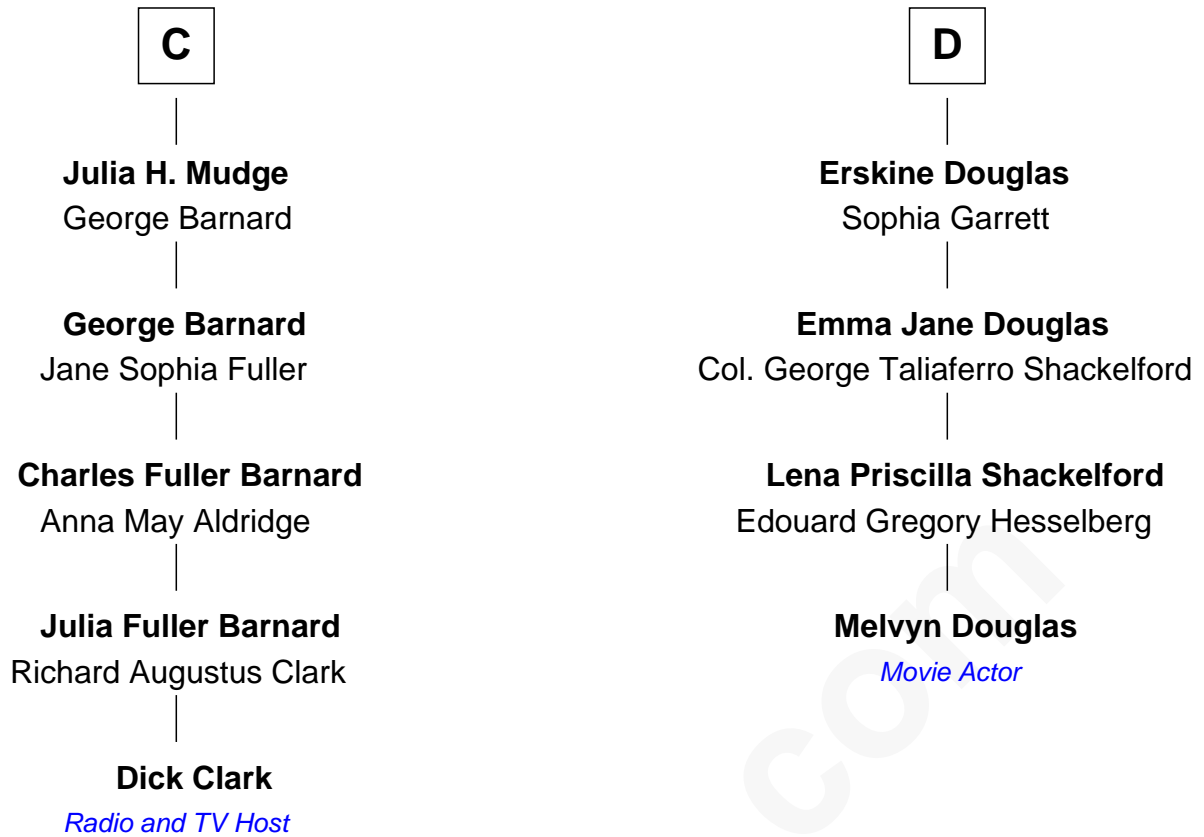 C
Julia H. Mudge
George Barnard
George Barnard
Jane Sophia Fuller
Charles Fuller Barnard
Anna May Aldridge
Julia Fuller Barnard
Richard Augustus Clark
Dick Clark
Radio and TV Host
D
Erskine Douglas
Sophia Garrett
Emma Jane Douglas
Col. George Taliaferro Shackelford
Lena Priscilla Shackelford
Edouard Gregory Hesselberg
Melvyn Douglas
Movie Actor
com